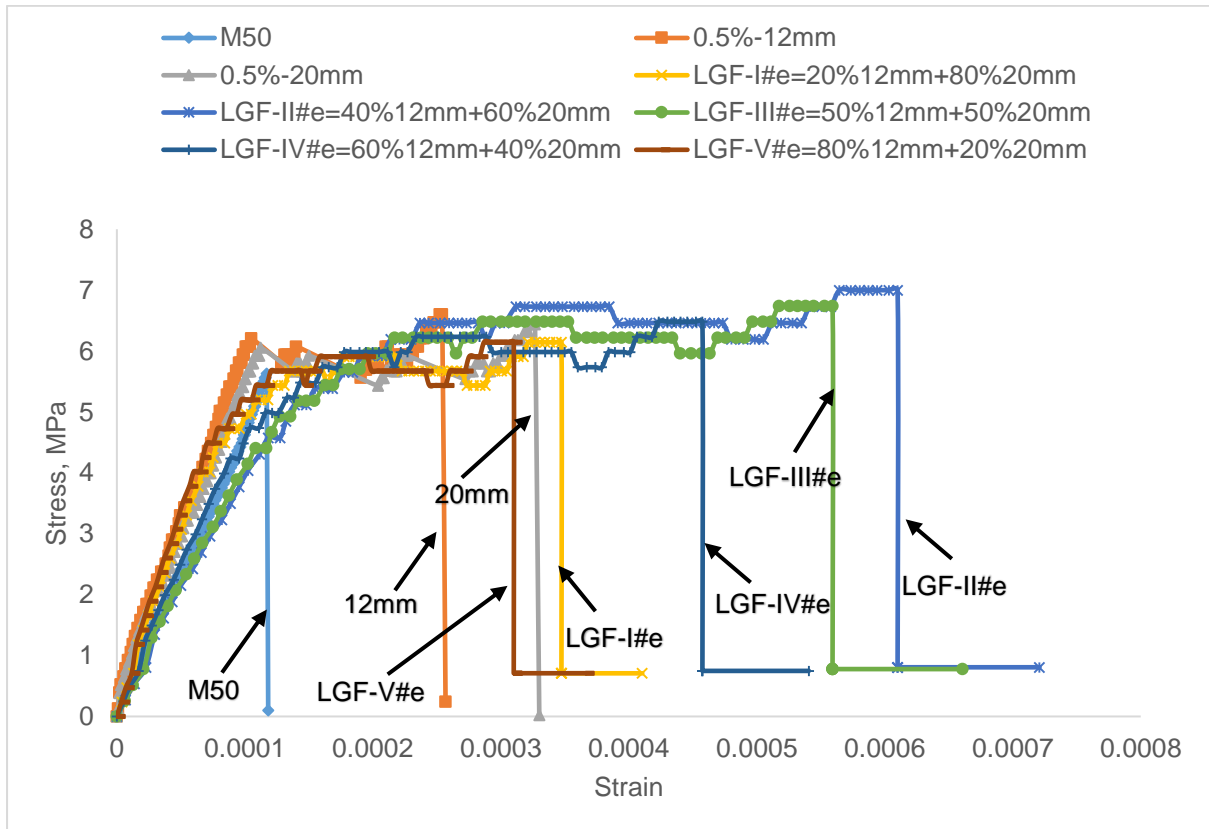 M50
0.5%-12mm
0.5%-20mm
LGF-I#e=20%12mm+80%20mm
LGF-II#e=40%12mm+60%20mm
LGF-III#e=50%12mm+50%20mm
LGF-IV#e=60%12mm+40%20mm
LGF-V#e=80%12mm+20%20mm
Stress, MPa
8
7
6
5
4
3
2
1
0
20mm
LGF-III#e
12mm
LGF-IV#e
LGF-II#e
LGF-I#e
M50
LGF-V#e
0
0.0001
0.0002
0.0003
0.0004
0.0005
0.0006
0.0007
0.0008
Strain